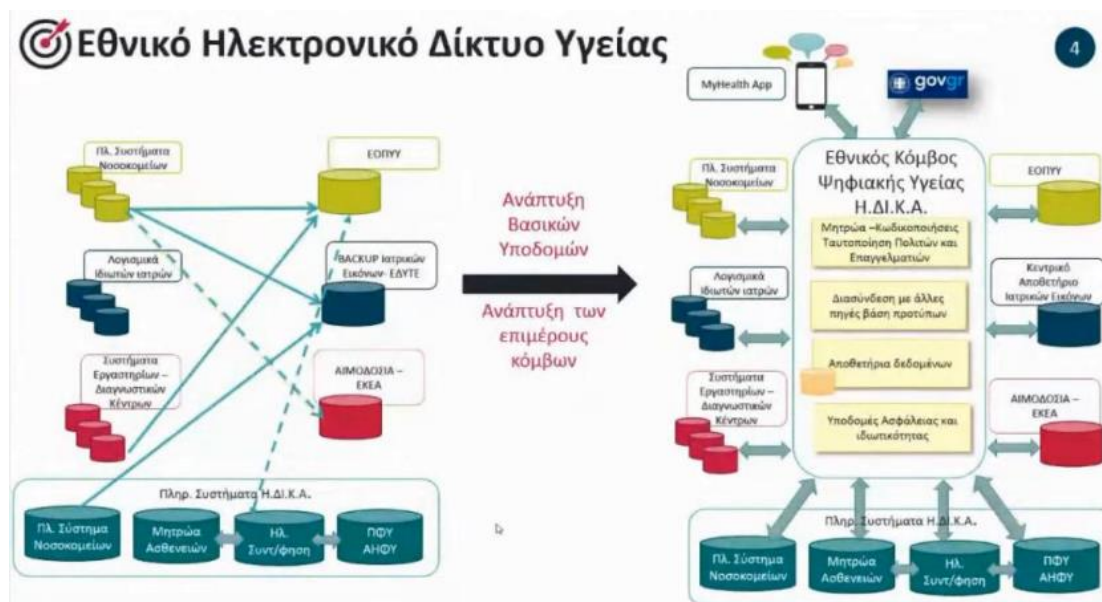 Εθνικό Ηλεκτρονικό Δίκτυο Υγείας
4
Πλ. Συστήματα
Νοσοκομείων
ΕΟΠΥΥ
Λογισμικά
Ιδιωτών ιατρών
BACKUP Ιατρικών
Εικόνων- ΕΔΥΤΕ
Συστήματα
Εργαστηρίων –
Διαγνωστικών
Κέντρων
ΑΙΜΟΔΟΣΙΑ –
ΕΚΕΑ
Πληρ. Συστήματα Η.ΔΙ.Κ.Α.
Πλ. Σύστημα
Νοσοκομείων
Μητρώα
Ασθενειών
Ηλ.
Συντ/φηση
ΠΦΥ
ΑΗΦΥ
Ανάπτυξη
Βασικών
Υποδομών
Ανάπτυξη των
επιμέρους
κόμβων
MyHealth App
govgr
Πλ. Συστήματα
Νοσοκομείων
Λογισμικά
Ιδιωτών ιατρών
Συστήματα
Εργαστηρίων –
Διαγνωστικών
Κέντρων
Εθνικός Κόμβος
Ψηφιακής Υγείας
Η.ΔΙ.Κ.Α.
Μητρώα –Κωδικοποιήσεις
Ταυτοποίηση Πολιτών και
Επαγγελματιών
Διασύνδεση με άλλες
πηγές βάση προτύπων
Αποθετήρια δεδομένων
Υποδομές Ασφάλειας και
ιδιωτικότητας
ΕΟΠΥΥ
Κεντρικό
Αποθετήριο
Ιατρικών Εικόνων
ΑΙΜΟΔΟΣΙΑ –
ΕΚΕΑ
Πληρ. Συστήματα Η.ΔΙ.Κ.Α.
Πλ. Σύστημα
Νοσοκομείων
Μητρώα
Ασθενειών
Ηλ.
Συντ/φηση
ΠΦΥ
ΑΗΦΥ